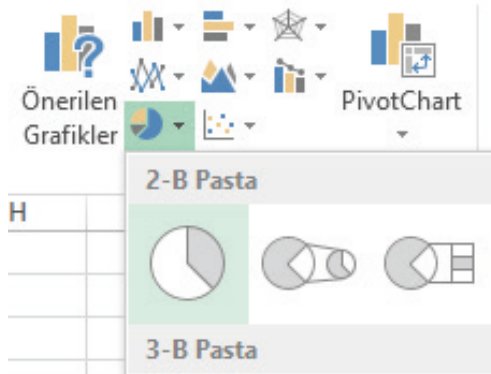 Önerilen
Grafikler
PivotChart
2-B Pasta
H
3-B Pasta